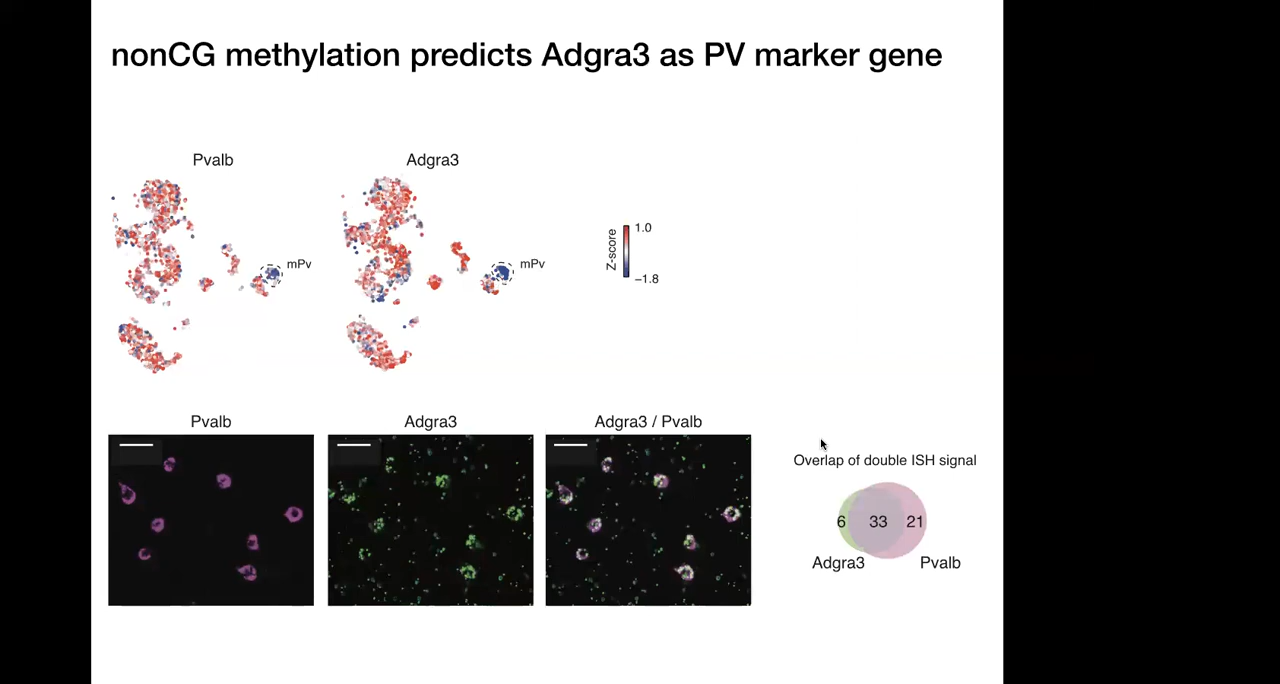 nonCG methylation predicts Adgra3 as PV marker gene
Pvalb
Adgra3
mPv
mPv
Z-score
1.0
–1.8
Pvalb
Adgra3
Adgra3 / Pvalb
Overlap of double ISH signal
6
33
21
Adgra3
Pvalb